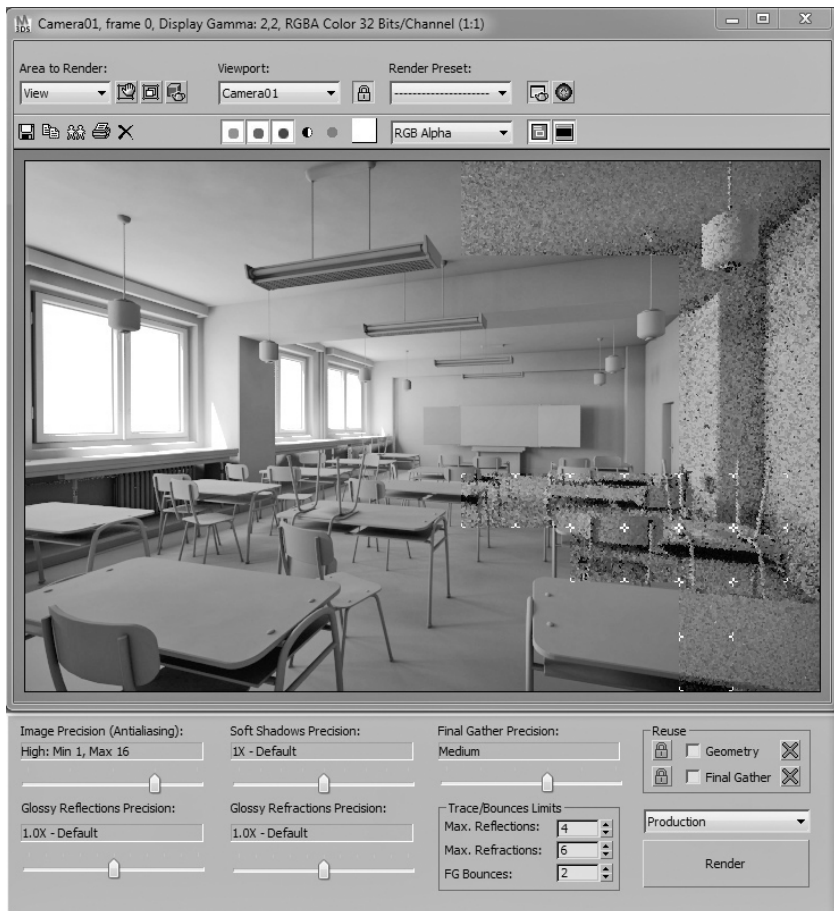 Camera01, frame 0, Display Gamma: 2,2, RGBA Color 32 Bits/Channel (1:1)
Area to Render:
Viewport:
Render Preset:
View
Camera01
RGB Alpha
Image Precision (Antialiasing):
Soft Shadows Precision:
Final Gather Precision:
Reuse
High: Min 1, Max 16
1X - Default
Medium
Geometry
Final Gather
Glossy Reflections Precision:
Glossy Refractions Precision:
Trace/Bounces Limits
1.0X - Default
1.0X - Default
Max. Reflections: 4
Max. Refractions: 6
FG Bounces: 2
Production
Render